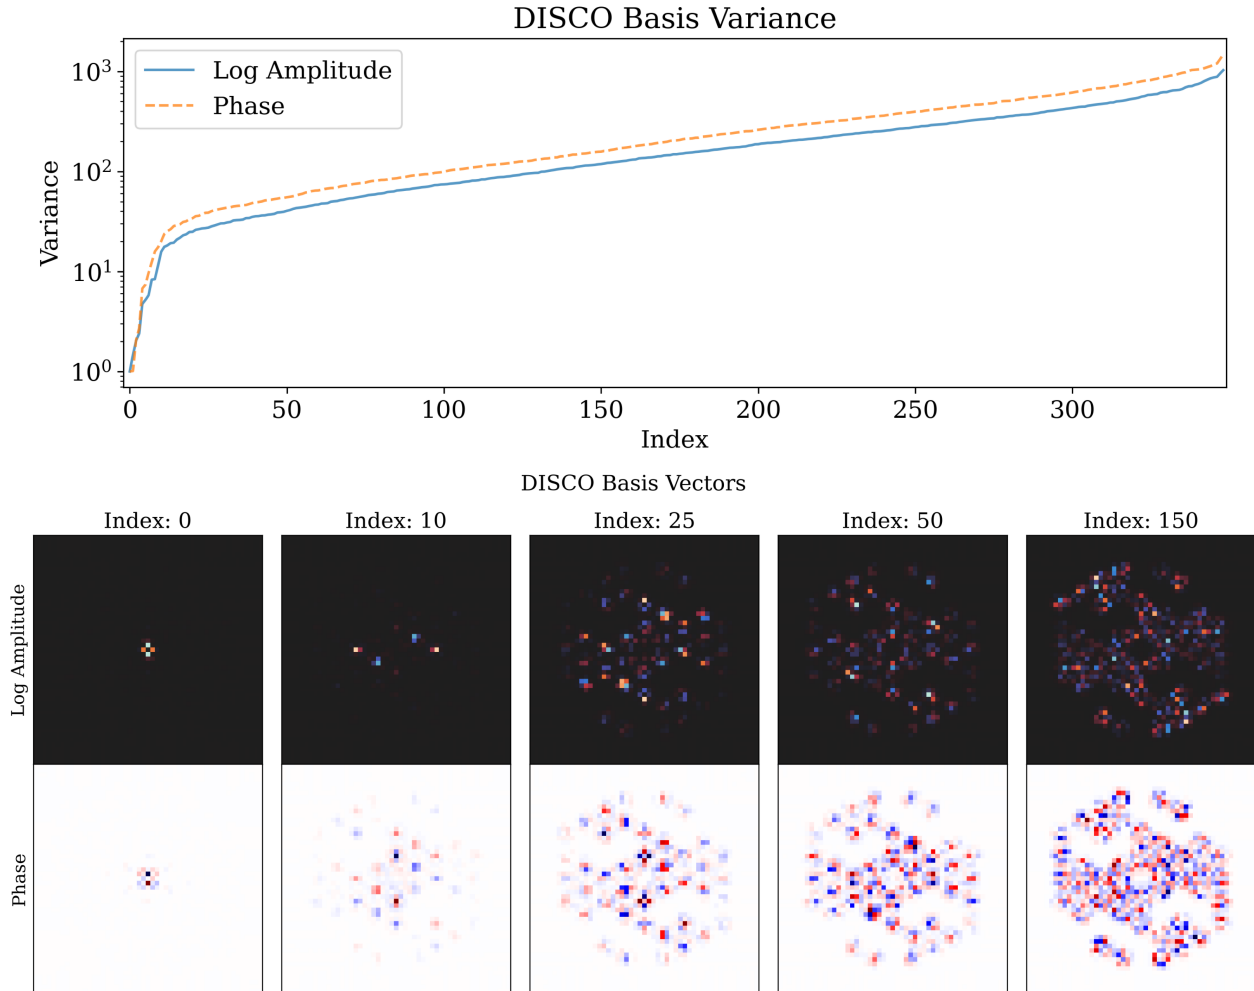 DISCO Basis Variance
Log Amplitude
Phase
Variance
10³
10²
10¹
10⁰
0 50 100 150 200 250 300
Index
DISCO Basis Vectors
Index: 0 Index: 10 Index: 25 Index: 50 Index: 150
Log Amplitude
Phase